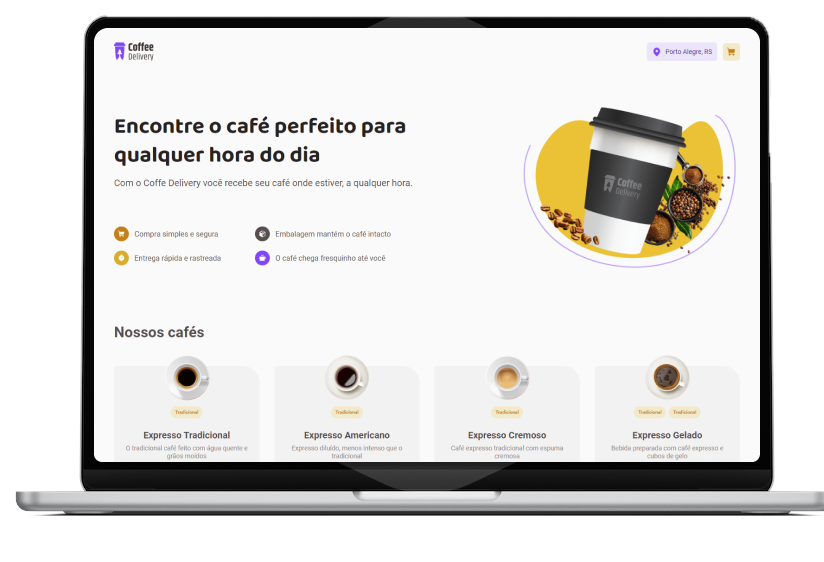 Coffee
Delivery
Porto Alegre, RS
Encontre o café perfeito para
qualquer hora do dia
Com o Coffe Delivery você recebe seu café onde estiver, a qualquer hora.
Coffee
Delivery
Compra simples e segura
Embalagem mantém o café intacto
Entrega rápida e rastreada
O café chega fresquinho até você
Nossos cafés
Tradicional
Tradicional
Tradicional
Tradicional Tradicional
Expresso Tradicional
Expresso Americano
Expresso Cremoso
Expresso Gelado
O tradicional café feito com água quente e
grãos moídos
Expresso diluído, menos intenso que o
tradicional
Café expresso tradicional com espuma
cremosa
Bebida preparada com café expresso e
cubos de gelo